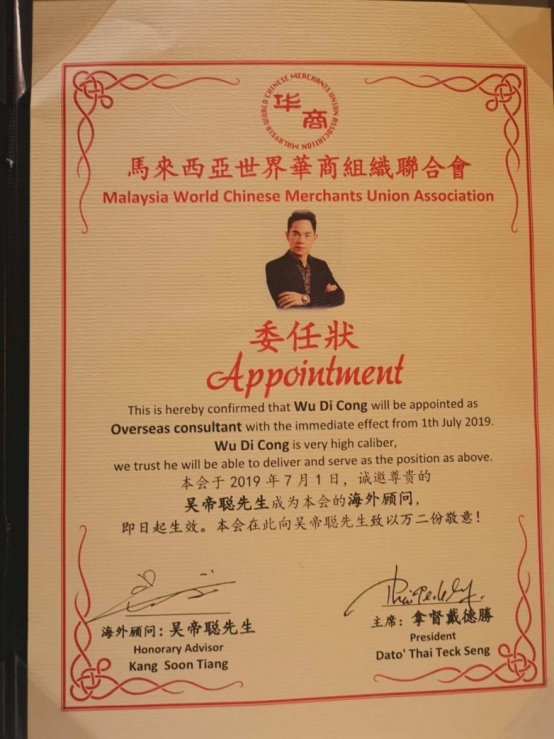 MALAYSIA WORLD CHINESE MERCHANTS UNION ASSOCIATION
华商
馬來西亞世界華商組織聯合會
Malaysia World Chinese Merchants Union Association
委任狀
Appointment
This is hereby confirmed that Wu Di Cong will be appointed as
Overseas consultant with the immediate effect from 1th July 2019.
Wu Di Cong is very high caliber,
we trust he will be able to deliver and serve as the position as above.
本会于 2019 年 7 月 1 日，诚邀尊贵的
吴帝聪先生成为本会的海外顾问，
即日起生效。本会在此向吴帝聪先生致以万二份敬意！
海外顾问：吴帝聪先生
Honorary Advisor
Kang Soon Tiang
主席：拿督戴德勝
President
Dato' Thai Teck Seng